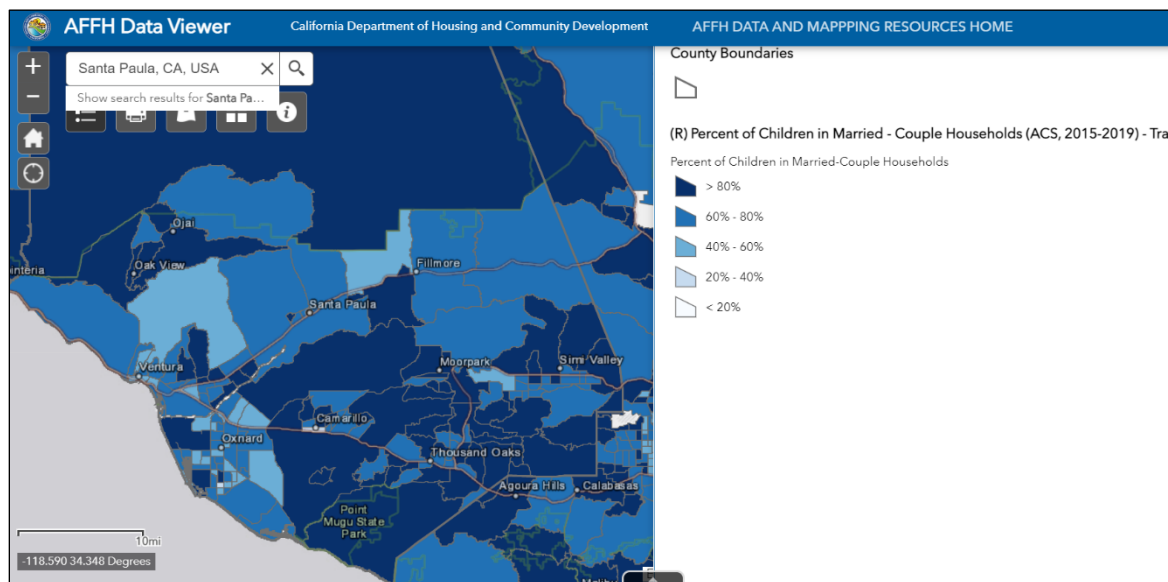 AFFH Data Viewer
California Department of Housing and Community Development
AFFH DATA AND MAPPPING RESOURCES HOME
+
Santa Paula, CA, USA
Show search results for Santa Pa...
−
County Boundaries
(R) Percent of Children in Married - Couple Households (ACS, 2015-2019) - Tra
Percent of Children in Married-Couple Households
> 80%
60% - 80%
40% - 60%
20% - 40%
< 20%
Ojai
Oak View
interia
Fillmore
Santa Paula
Ventura
Moorpark
Simi Valley
Camarillo
Oxnard
Thousand Oaks
Agoura Hills
Calabasas
Point
Mugu State
Park
10mi
-118.590 34.348 Degrees